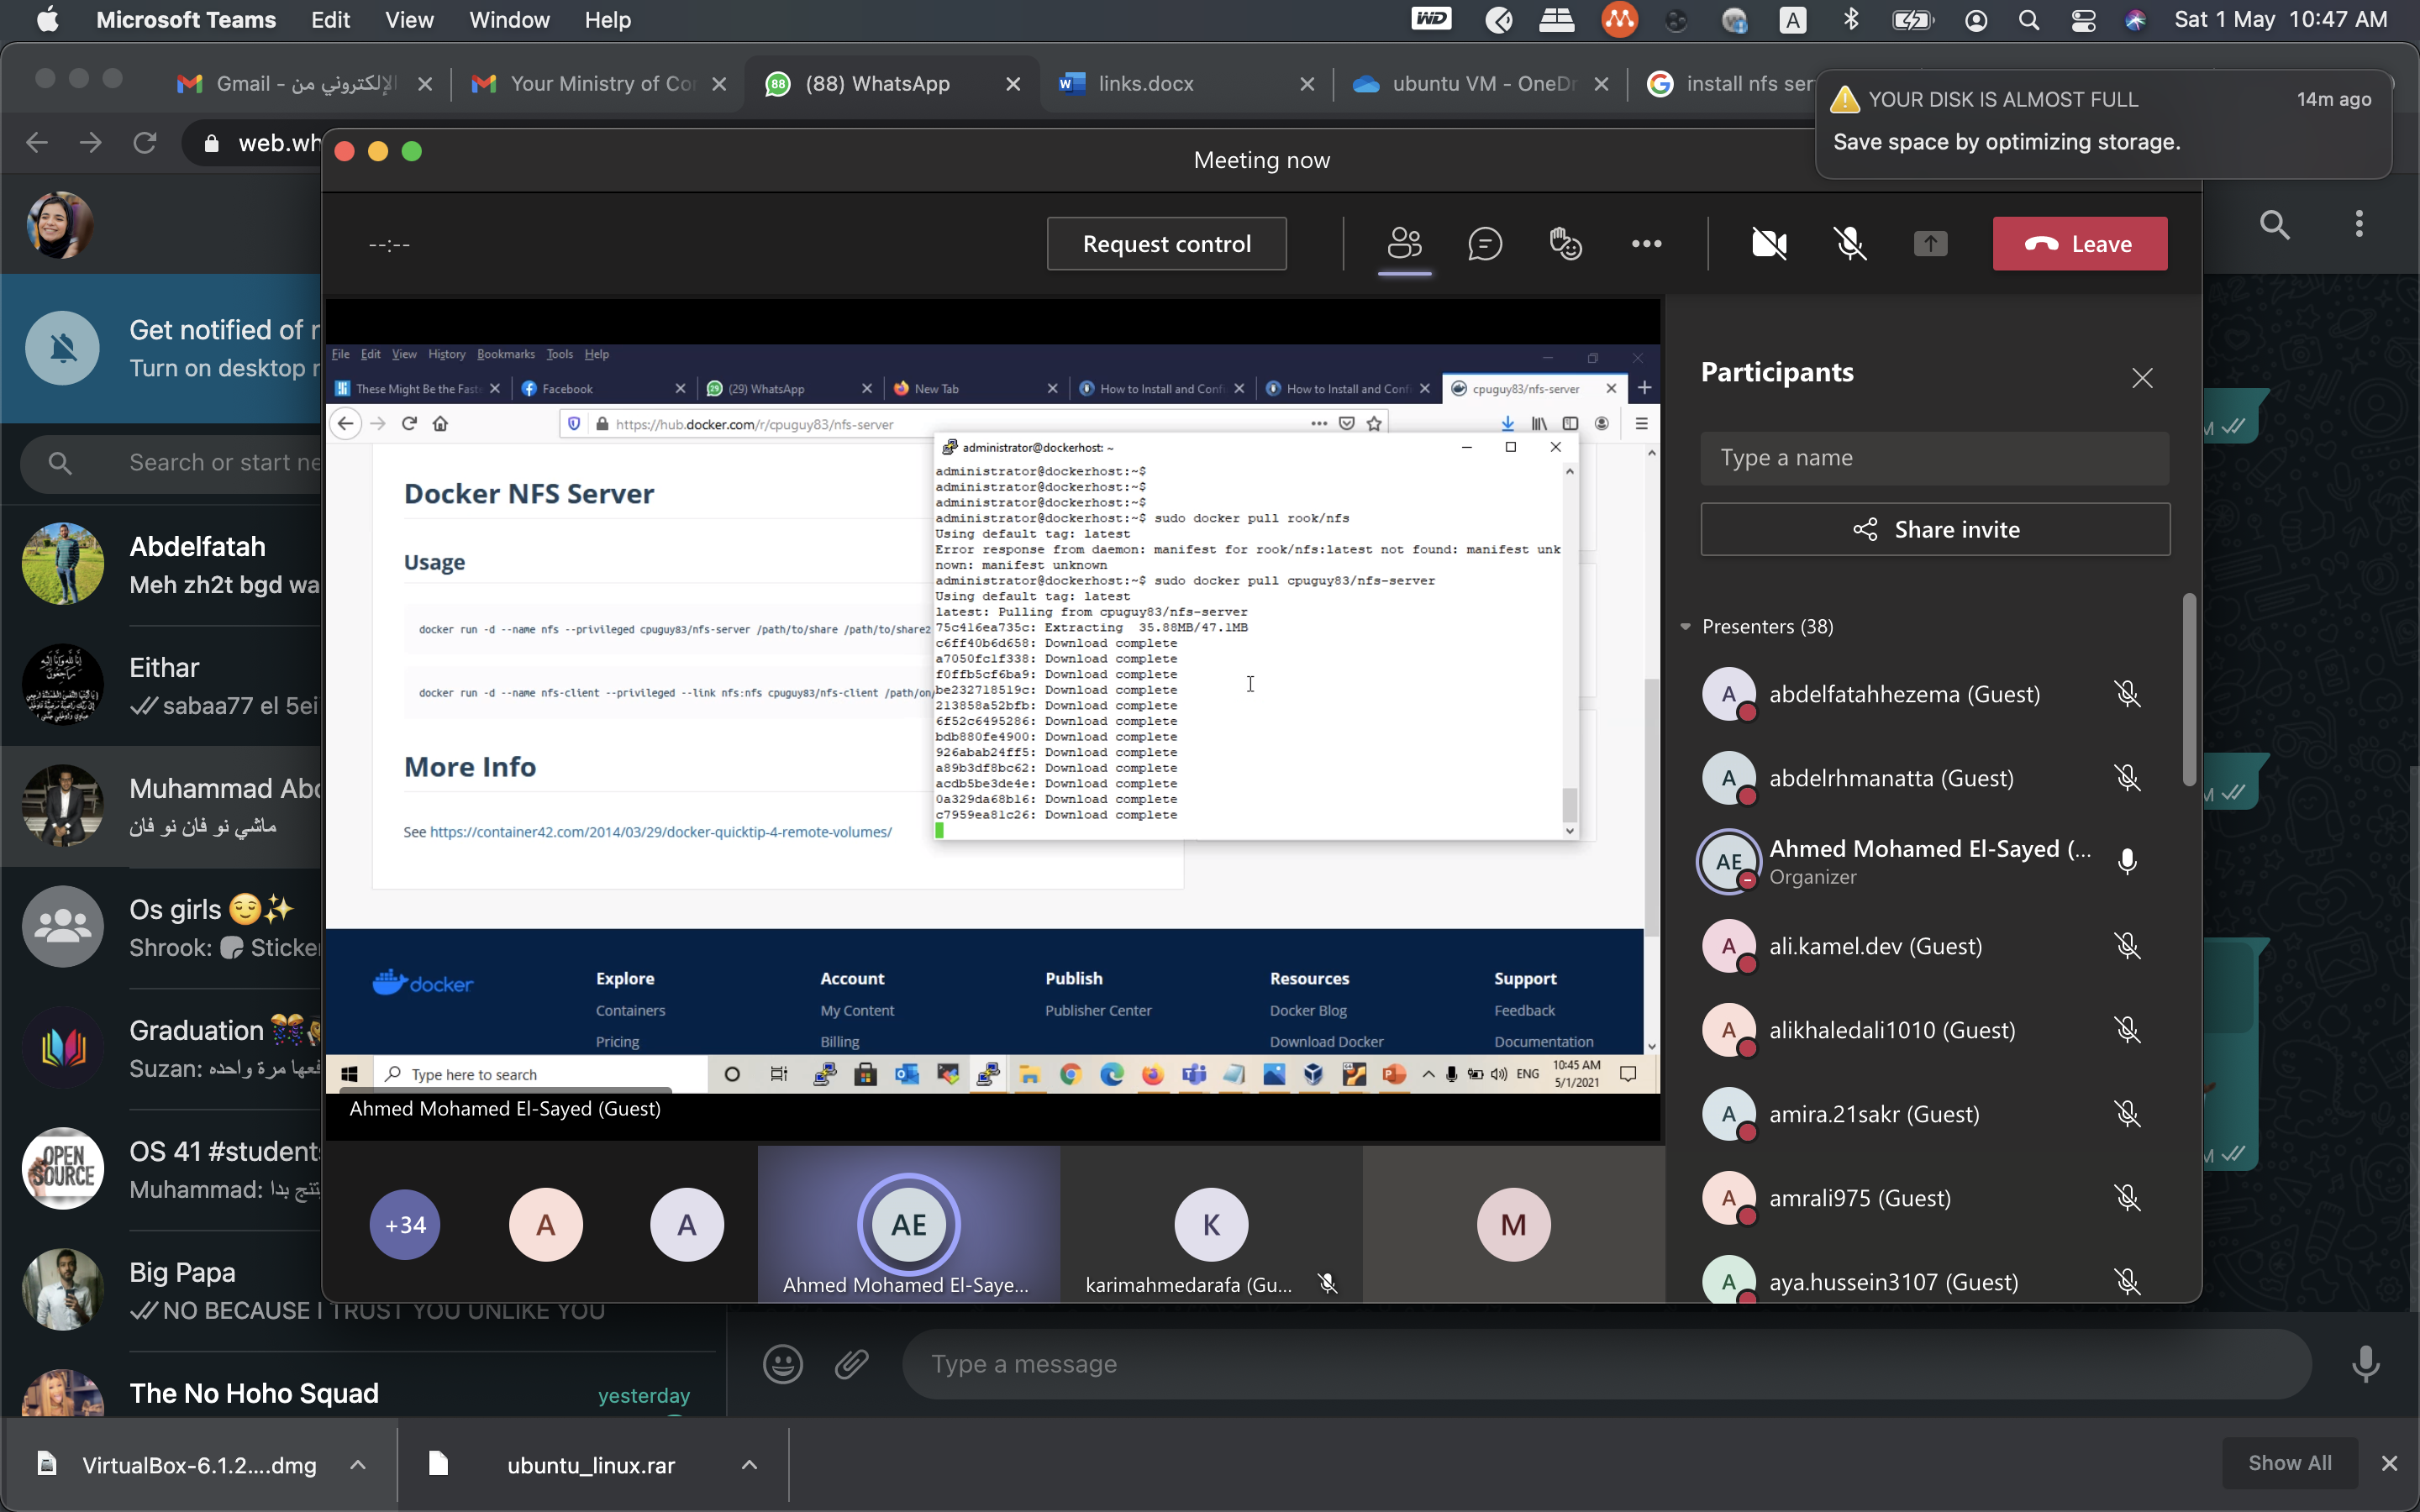 Microsoft Teams Edit View Window Help
WD A Sat 1 May 10:47 AM
Gmail - الإلكتروني من
Your Ministry of Co
88 (88) WhatsApp
links.docx
ubuntu VM - OneDr
install nfs ser
YOUR DISK IS ALMOST FULL 14m ago
Save space by optimizing storage.
web.wh
Meeting now
--:--
Request control
Leave
Get notified of
Turn on desktop
Search or start ne
Abdelfatah
Meh zh2t bgd wa
Eithar
sabaa77 el 5ei
Muhammad Abd
ماشي نو فان نو فان
Os girls 😌✨
Shrook: Sticker
Graduation
Suzan: فعها مرة واحده
OPEN SOURCE
OS 41 #students
Muhammad: يتنج بدا
Big Papa
NO BECAUSE I TRUST YOU UNLIKE YOU
The No Hoho Squad yesterday
File Edit View History Bookmarks Tools Help
These Might Be the Faste
Facebook
(29) WhatsApp
New Tab
How to Install and Confi
How to Install and Confi
cpuguy83/nfs-server
https://hub.docker.com/r/cpuguy83/nfs-server
Docker NFS Server
Usage
docker run -d --name nfs --privileged cpuguy83/nfs-server /path/to/share /path/to/share2
docker run -d --name nfs-client --privileged --link nfs:nfs cpuguy83/nfs-client /path/on/
More Info
See https://container42.com/2014/03/29/docker-quicktip-4-remote-volumes/
administrator@dockerhost: ~
administrator@dockerhost:~$
administrator@dockerhost:~$
administrator@dockerhost:~$
administrator@dockerhost:~$ sudo docker pull rook/nfs
Using default tag: latest
Error response from daemon: manifest for rook/nfs:latest not found: manifest unk
nown: manifest unknown
administrator@dockerhost:~$ sudo docker pull cpuguy83/nfs-server
Using default tag: latest
latest: Pulling from cpuguy83/nfs-server
75c416ea735c: Extracting 35.88MB/47.1MB
c6ff40b6d658: Download complete
a7050fc1f338: Download complete
f0ffb5cf6ba9: Download complete
be232718519c: Download complete
213858a52bfb: Download complete
6f52c6495286: Download complete
bdb880fe4900: Download complete
926abab24ff5: Download complete
a89b3df8bc62: Download complete
acdb5be3de4e: Download complete
0a329da68b16: Download complete
c7959ea81c26: Download complete
docker
Explore Account Publish Resources Support
Containers My Content Publisher Center Docker Blog Feedback
Pricing Billing Download Docker Documentation
Type here to search
ENG
10:45 AM
5/1/2021
Ahmed Mohamed El-Sayed (Guest)
+34 A A AE K M
Ahmed Mohamed El-Saye...
karimahmedarafa (Gu...
Participants
Type a name
Share invite
Presenters (38)
A abdelfatahhezema (Guest)
A abdelrhmanatta (Guest)
AE Ahmed Mohamed El-Sayed (...
Organizer
A ali.kamel.dev (Guest)
A alikhaledali1010 (Guest)
A amira.21sakr (Guest)
A amrali975 (Guest)
A aya.hussein3107 (Guest)
Type a message
VirtualBox-6.1.2....dmg
ubuntu_linux.rar
Show All